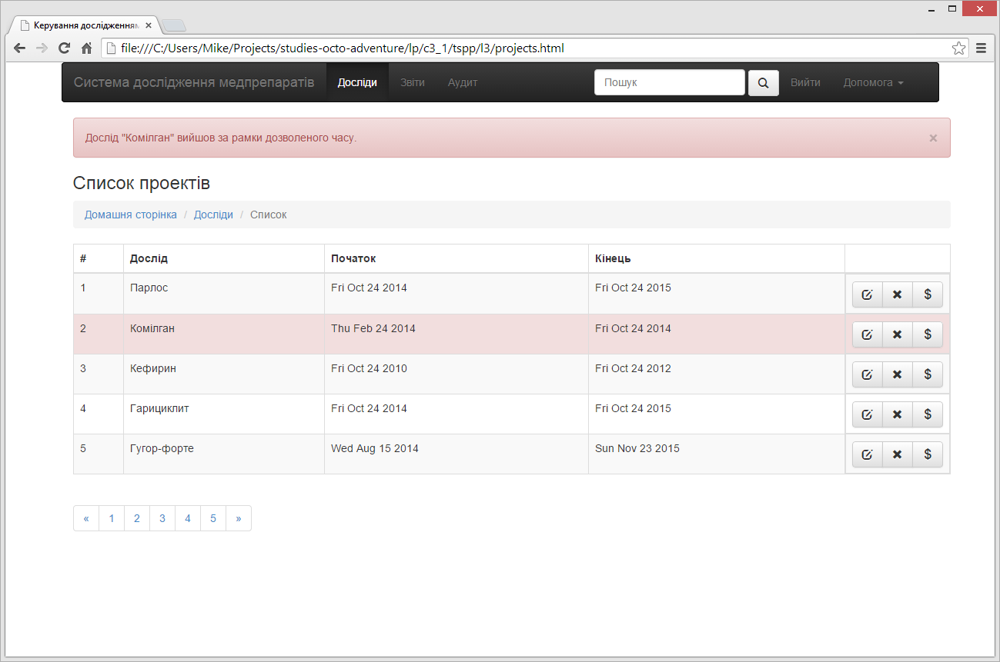 Керування дослідженням
file:///C:/Users/Mike/Projects/studies-octo-adventure/lp/c3_1/tspp/l3/projects.html
Система дослідження медпрепаратів Досліди Звіти Аудит Пошук Вийти Допомога
Дослід "Комілган" вийшов за рамки дозволеного часу. ×
Список проектів
Домашня сторінка / Досліди / Список
# Дослід Початок Кінець
1 Парлос Fri Oct 24 2014 Fri Oct 24 2015 $
2 Комілган Thu Feb 24 2014 Fri Oct 24 2014 $
3 Кефирин Fri Oct 24 2010 Fri Oct 24 2012 $
4 Гарициклит Fri Oct 24 2014 Fri Oct 24 2015 $
5 Гугор-форте Wed Aug 15 2014 Sun Nov 23 2015 $
« 1 2 3 4 5 »